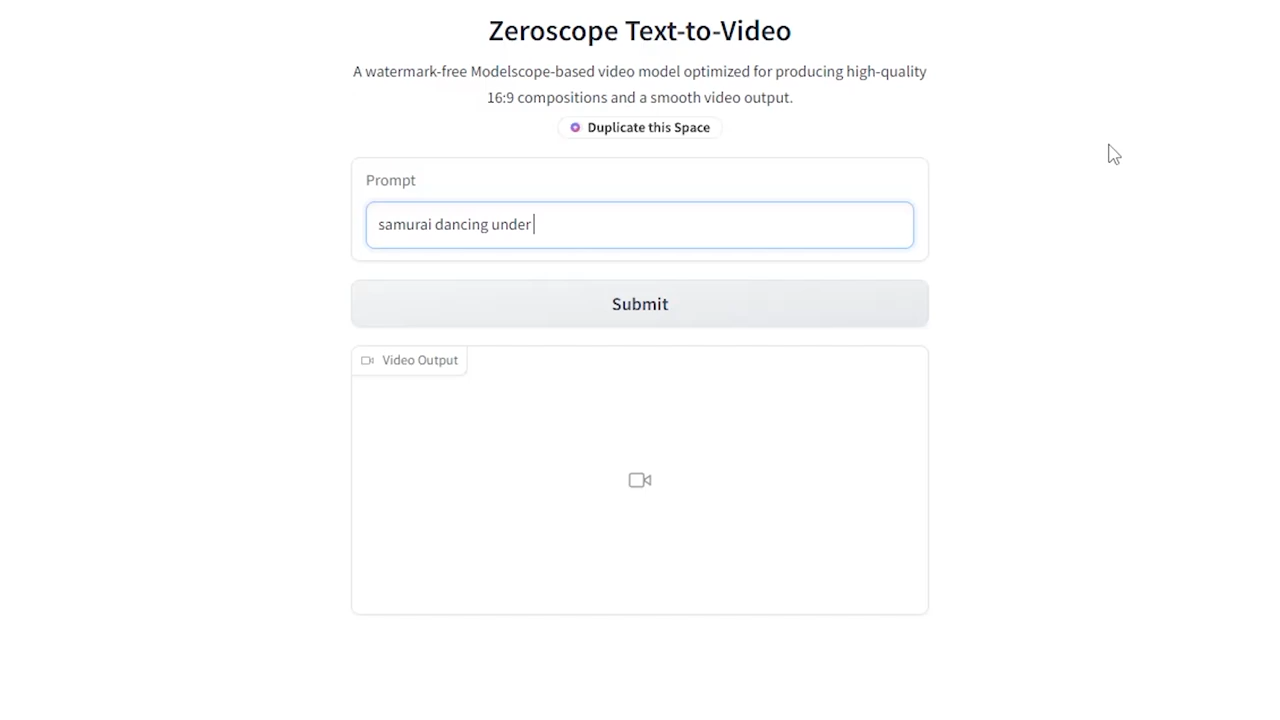 Zeroscope Text-to-Video
A watermark-free Modelscope-based video model optimized for producing high-quality
16:9 compositions and a smooth video output.
Duplicate this Space
Prompt
samurai dancing under
Submit
Video Output